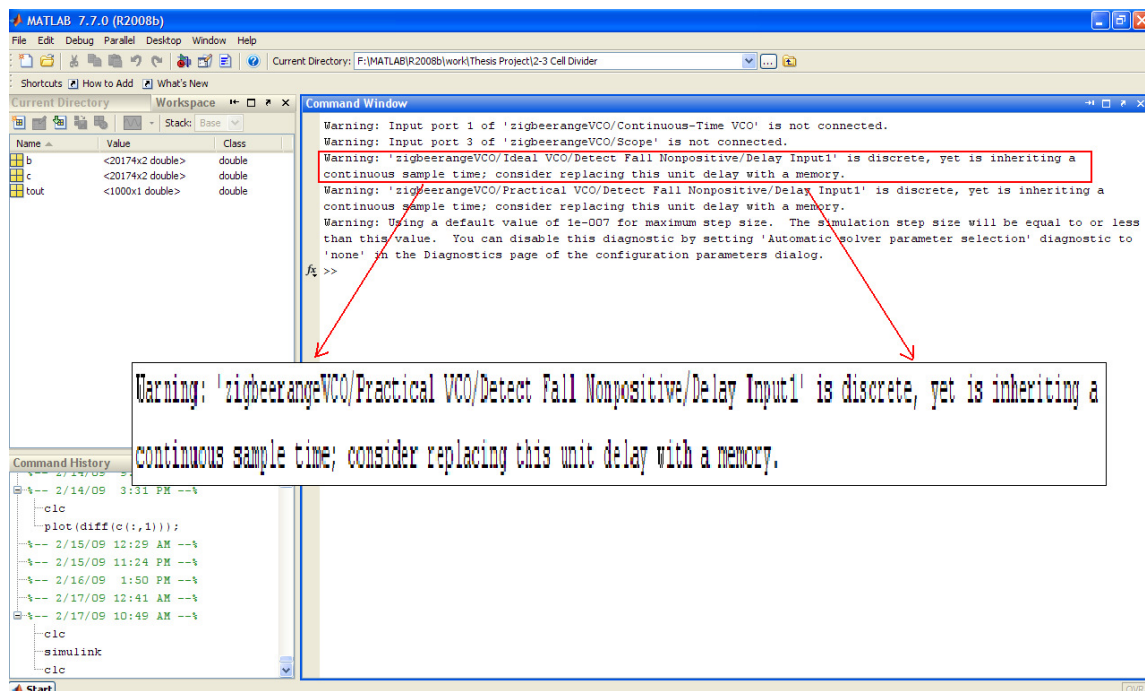 MATLAB 7.7.0 (R2008b)
File Edit Debug Parallel Desktop Window Help
Current Directory: F:\MATLAB\R2008b\work\Thesis Project\2-3 Cell Divider
Shortcuts How to Add What's New
Current Directory Workspace
Stack: Base
Name Value Class
b <20174x2 double> double
c <20174x2 double> double
tout <1000x1 double> double
Command Window
Warning: Input port 1 of 'zigbeerangeVCO/Continuous-Time VCO' is not connected.
Warning: Input port 3 of 'zigbeerangeVCO/Scope' is not connected.
Warning: 'zigbeerangeVCO/Ideal VCO/Detect Fall Nonpositive/Delay Input1' is discrete, yet is inheriting a
continuous sample time; consider replacing this unit delay with a memory.
Warning: 'zigbeerangeVCO/Practical VCO/Detect Fall Nonpositive/Delay Input1' is discrete, yet is inheriting a
continuous sample time; consider replacing this unit delay with a memory.
Warning: Using a default value of 1e-007 for maximum step size. The simulation step size will be equal to or less
than this value. You can disable this diagnostic by setting 'Automatic solver parameter selection' diagnostic to
'none' in the Diagnostics page of the configuration parameters dialog.
fx >>
Warning: 'zigbeerangeVCO/Practical VCO/Detect Fall Nonpositive/Delay Input1' is discrete, yet is inheriting a
continuous sample time; consider replacing this unit delay with a memory.
Command History
%-- 2/14/09 3:31 PM --%
clc
plot(diff(c(:,1)));
%-- 2/15/09 12:29 AM --%
%-- 2/15/09 11:24 PM --%
%-- 2/16/09 1:50 PM --%
%-- 2/17/09 12:41 AM --%
%-- 2/17/09 10:49 AM --%
clc
simulink
clc
Start
OVR